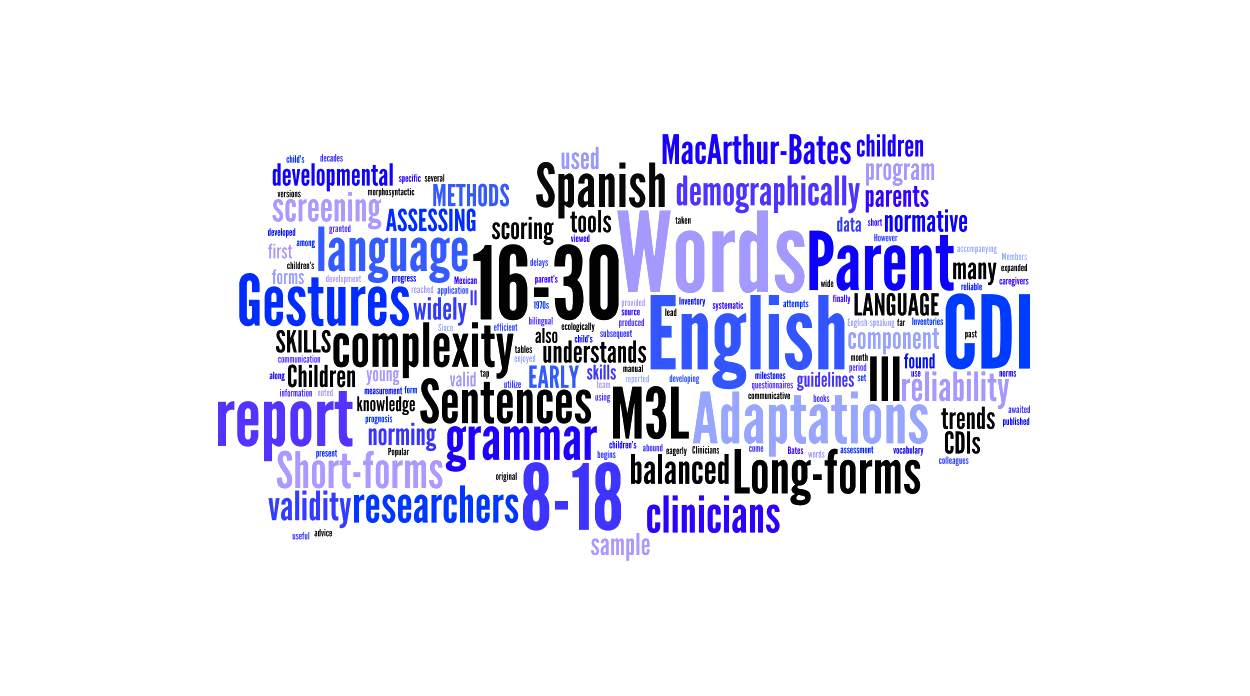 MacArthur-Bates
children
child's
decades
used
program
developmental
specific
several
Spanish
demographically
parents
versions
morphosyntactic
METHODS
screening
ASSESSING
scoring
tools
taken
data
short
normative
developed
granted
viewed
However
among
first
language
Words
Parent
accompanying
Members
children's
16-30
delays
many
expanded
forms
development
progress
Mexican
parent's
wide
reliable
caregivers
Gestures
reached
application
widely
"
1970s
provided
source
Inventory
systematic
attempts
finally
LANGUAGE
CDI
lead
English
produced
bilingual
ecologically
subsequent
Since
efficient
English-speaking
far
Inventories
past
SKILLS
complexity
also
child's
component
tables
understands
communication
enjoyed
manual
month
found
III
period
norms
along
Children
young
valid
tap
EARLY
skills
reported
developing
milestones
guidelines
set
use
reliability
team
utilize
questionnaires
information
noted
measurement
form
using
communicative
books
report
knowledge
Sentences
M3L
Adaptations
trends
awaited
published
prognosis
norming
grammar
CDIs
present
Popular
begins
children's
abound
eagerly
Clinicians
come
Bates
words
assessment
vocabulary
colleagues
Short-forms
original
8-18
balanced
Long-forms
validity
researchers
clinicians
useful
advice
sample